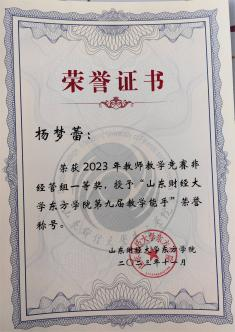 荣誉证书
杨梦蕾：
荣获2023年教师教学竞赛非
经管组一等奖，授予“山东财经大
学东方学院第九届教学能手”荣誉
称号。
山东财经大学东方学院
二〇二三年十一月